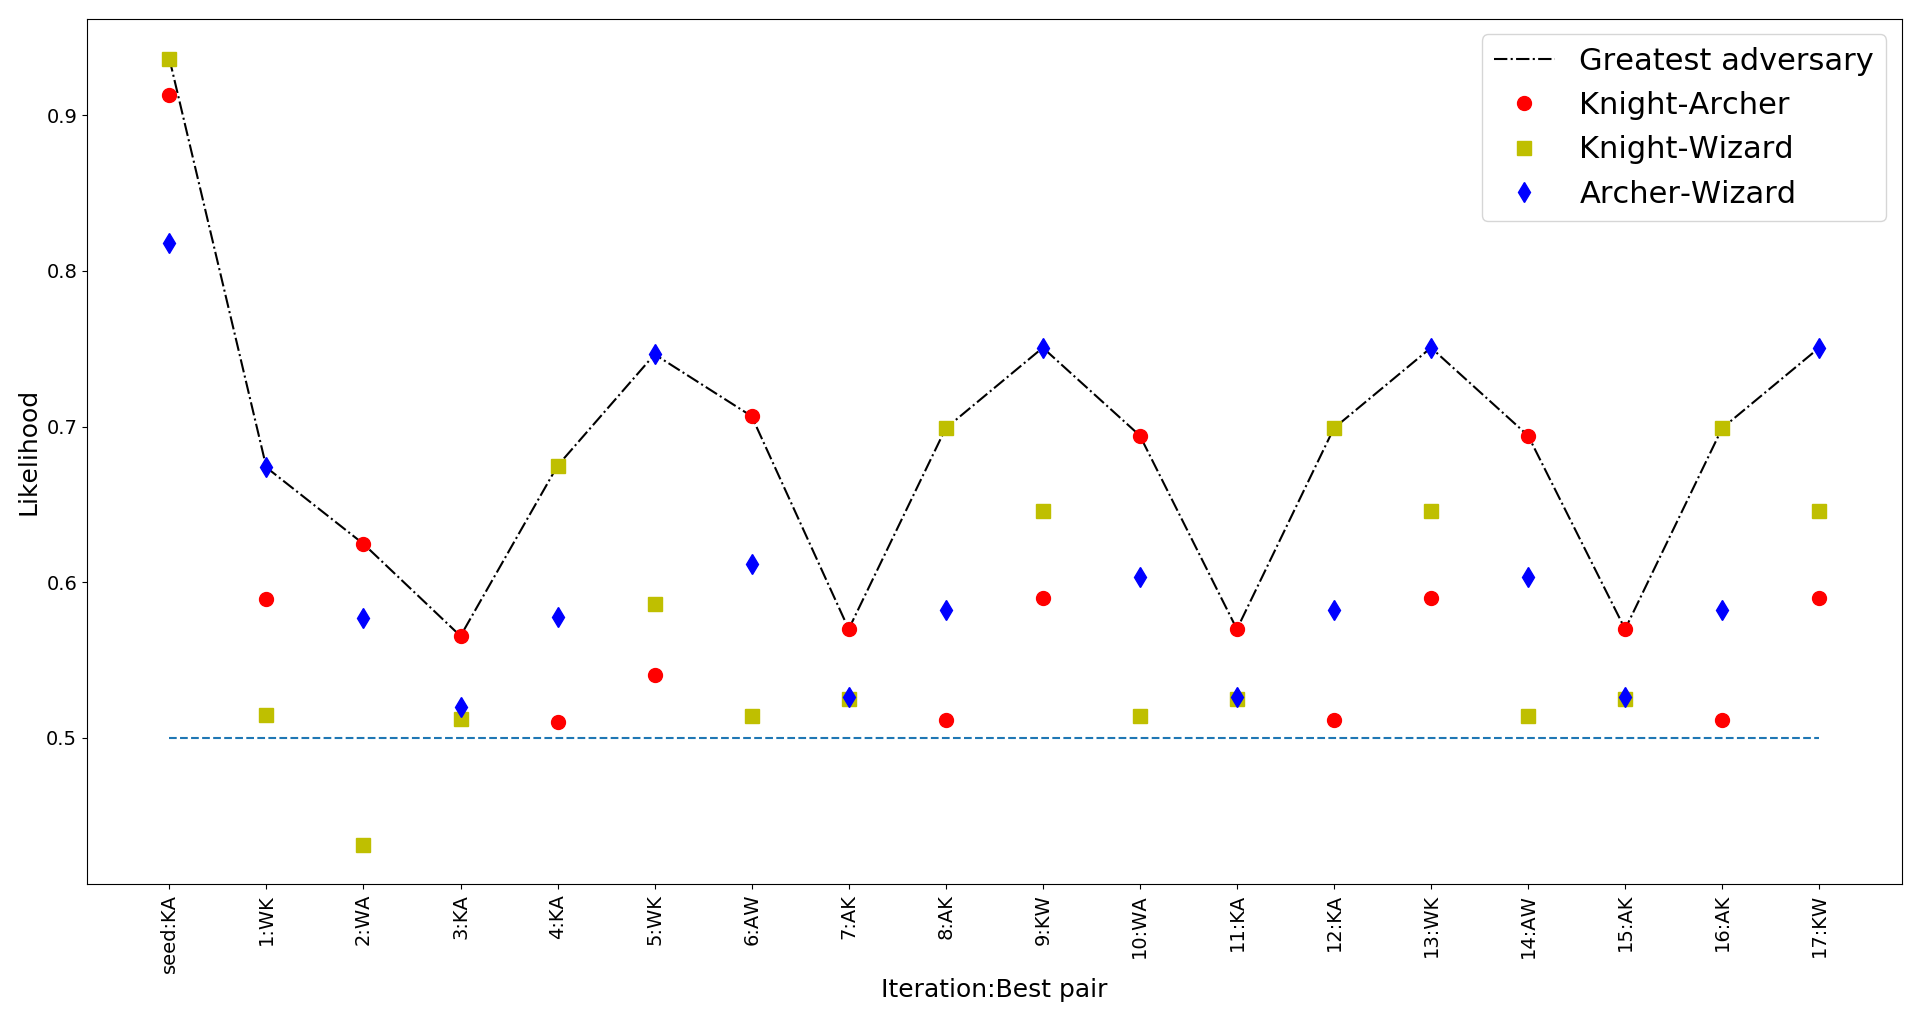 Greatest adversary
Knight-Archer
Knight-Wizard
Archer-Wizard
Likelihood
0.9
0.8
0.7
0.6
0.5
seed:KA
1:WK
2:WA
3:KA
4:KA
5:WK
6:AW
7:AK
8:AK
9:KW
10:WA
11:KA
12:KA
13:WK
14:AW
15:AK
16:AK
17:KW
Iteration:Best pair